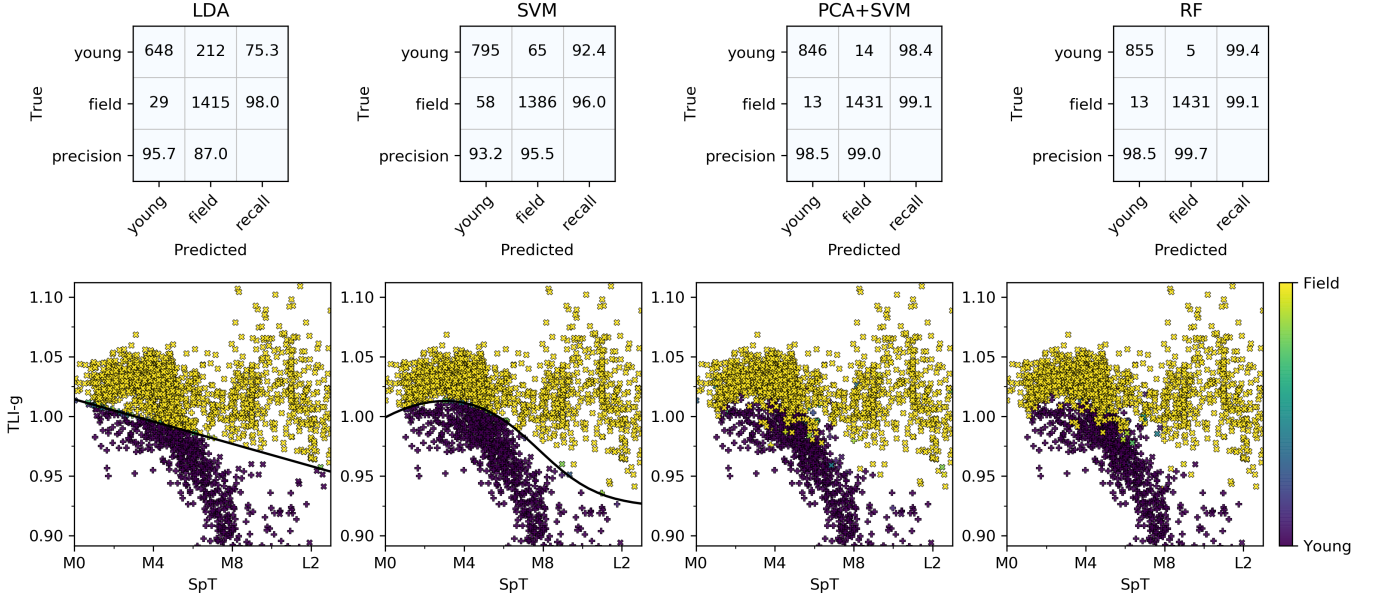 LDA SVM PCA+SVM RF
young 648 212 75.3 young 795 65 92.4 young 846 14 98.4 young 855 5 99.4
True field 29 1415 98.0 True field 58 1386 96.0 True field 13 1431 99.1 True field 13 1431 99.1
precision 95.7 87.0 precision 93.2 95.5 precision 98.5 99.0 precision 98.5 99.7
young field recall young field recall young field recall young field recall
Predicted Predicted Predicted Predicted
1.10 1.10 1.10 1.10 Field
1.05 1.05 1.05 1.05
TLI-g 1.00 1.00 1.00 1.00
0.95 0.95 0.95 0.95
0.90 0.90 0.90 0.90 Young
M0 M4 M8 L2 M0 M4 M8 L2 M0 M4 M8 L2 M0 M4 M8 L2
SpT SpT SpT SpT